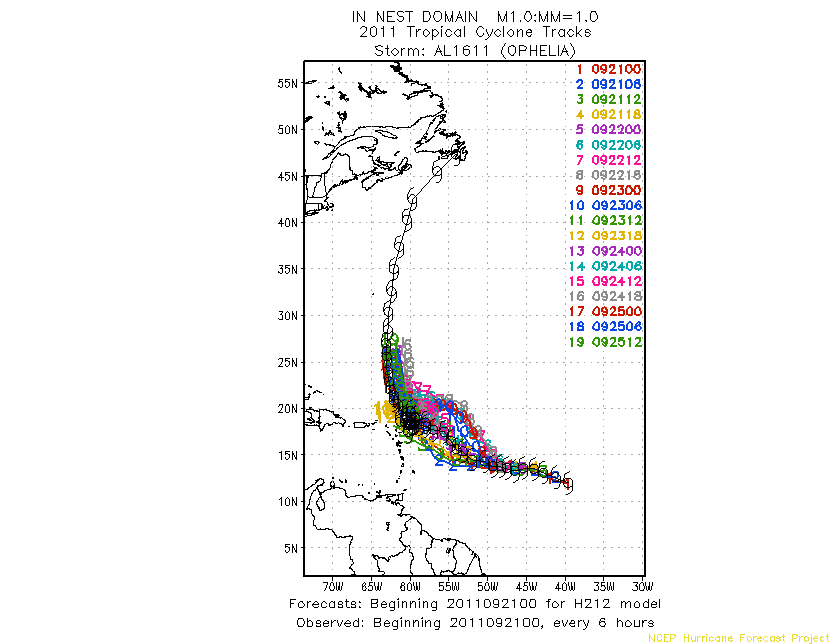 IN NEST DOMAIN M1.0:MM=1.0
2011 Tropical Cyclone Tracks
Storm: AL1611 (OPHELIA)
1 092100
2 092106
3 092112
4 092118
5 092200
6 092206
7 092212
8 092218
9 092300
10 092306
11 092312
12 092318
13 092400
14 092406
15 092412
16 092418
17 092500
18 092506
19 092512
55N
50N
45N
40N
35N
30N
25N
20N
15N
10N
5N
70W 65W 60W 55W 50W 45W 40W 35W 30W
Forecasts: Beginning 2011092100 for H212 model
Observed: Beginning 2011092100, every 6 hours
NCEP Hurricane Forecast Project